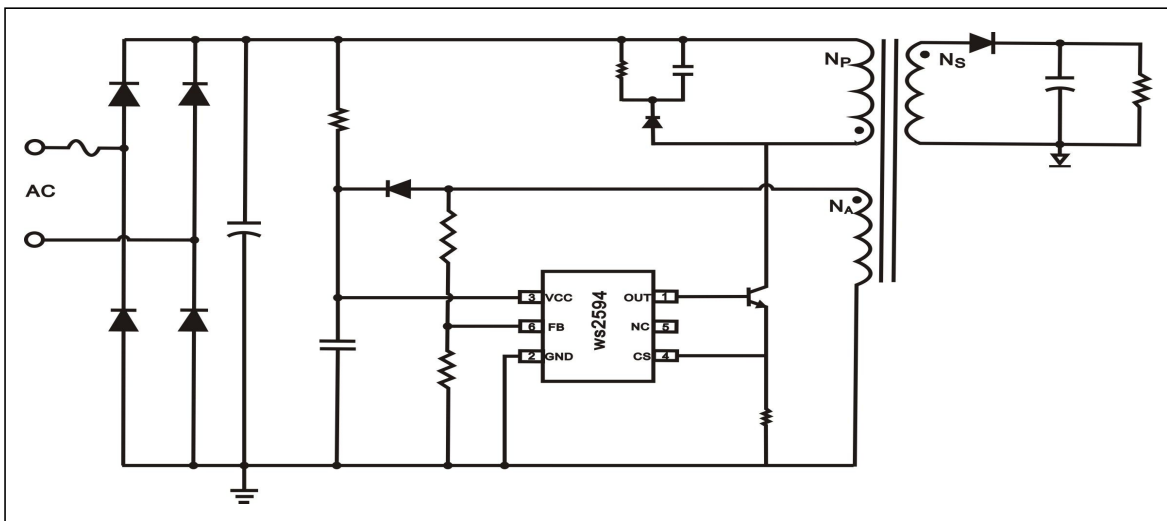 NP
NS
AC
NA
ws2594
3 VCC
OUT 1
6 FB
NC 5
2 GND
CS 4